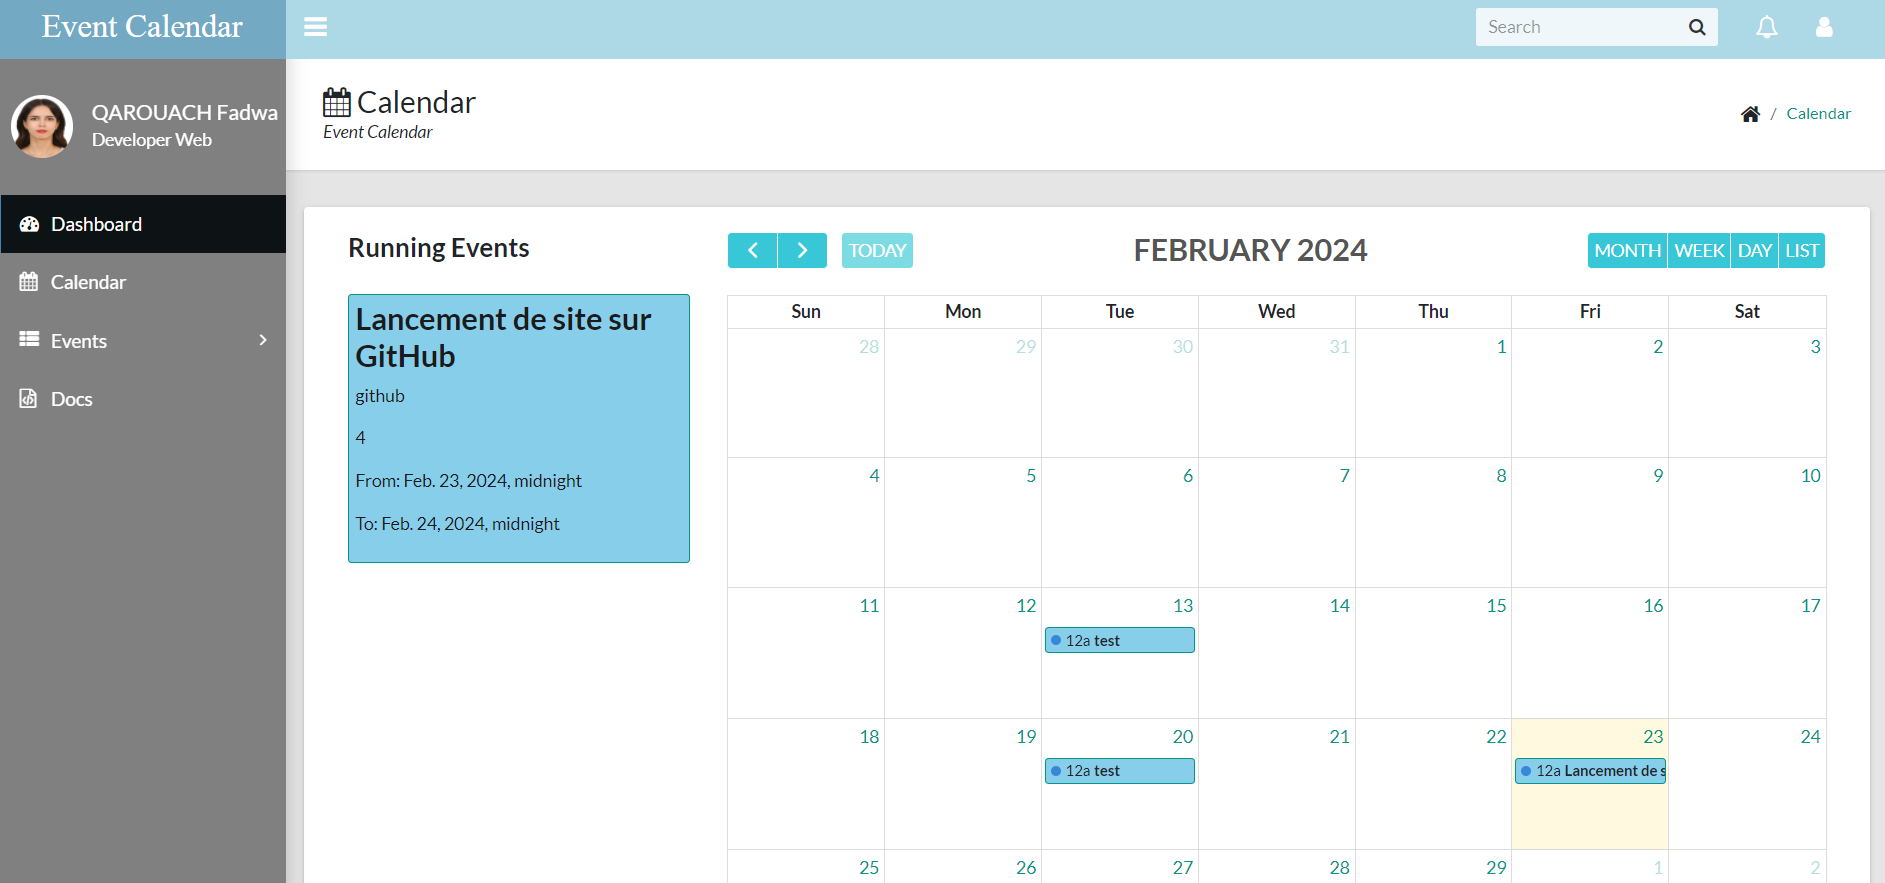 Event Calendar
Search
QAROUACH Fadwa
Developer Web
Dashboard
Calendar
Events
Docs
Calendar
Event Calendar
/ Calendar
Running Events
Lancement de site sur
GitHub
github
4
From: Feb. 23, 2024, midnight
To: Feb. 24, 2024, midnight
TODAY
FEBRUARY 2024
MONTH WEEK DAY LIST
Sun Mon Tue Wed Thu Fri Sat
28 29 30 31 1 2 3
4 5 6 7 8 9 10
11 12 13 14 15 16 17
12a test
18 19 20 21 22 23 24
12a test 12a Lancement de s
25 26 27 28 29 1 2